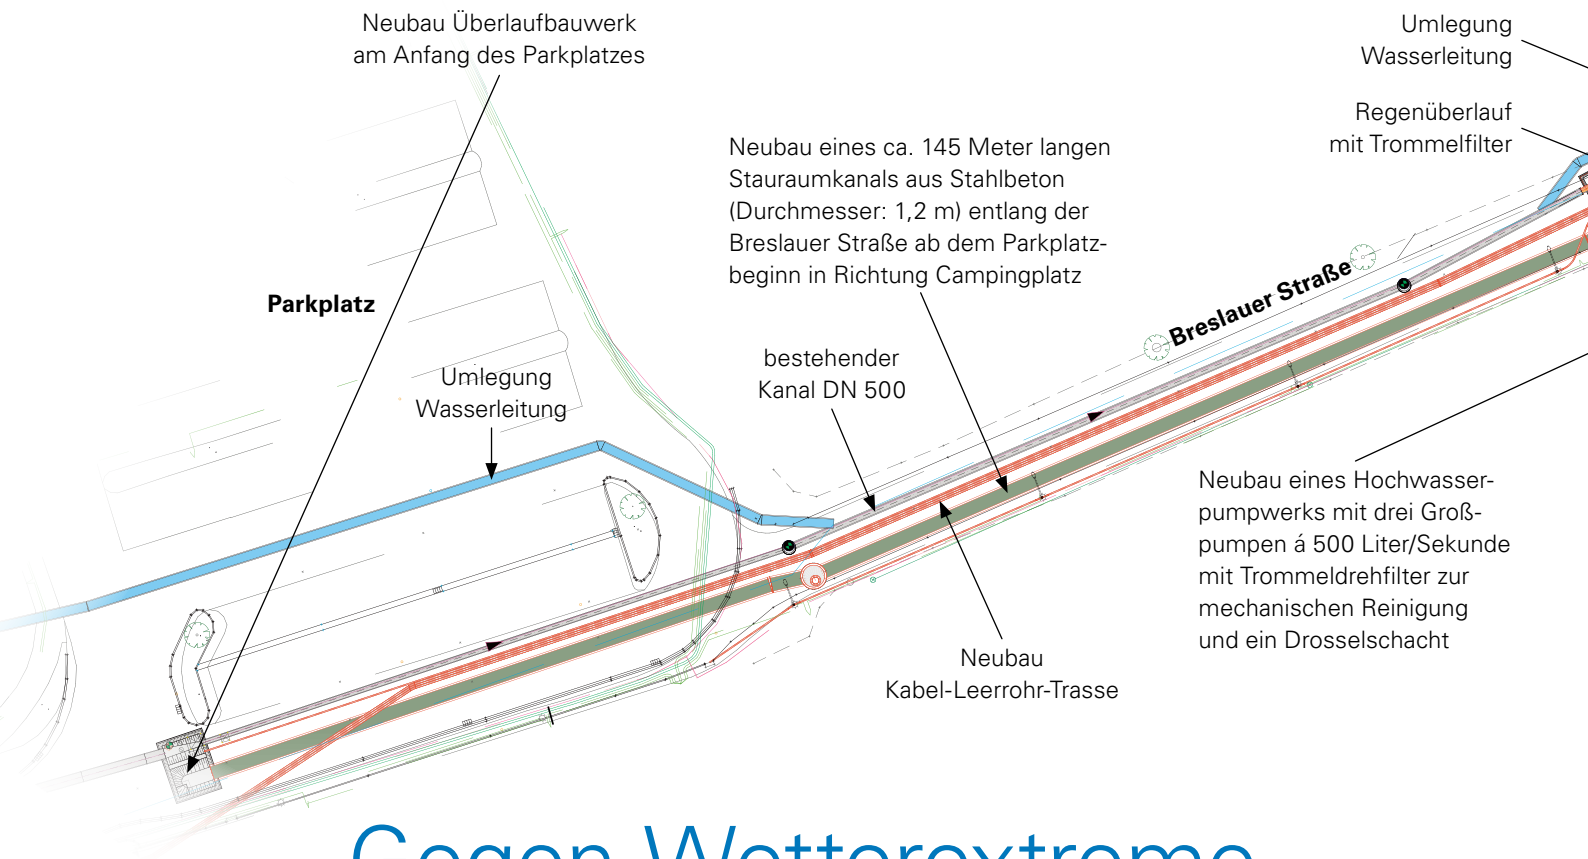 Neubau Überlaufbauwerk
am Anfang des Parkplatzes
Umlegung
Wasserleitung
Regenüberlauf
mit Trommelfilter
Neubau eines ca. 145 Meter langen
Stauraumkanals aus Stahlbeton
(Durchmesser: 1,2 m) entlang der
Breslauer Straße ab dem Parkplatz-
beginn in Richtung Campingplatz
Parkplatz
Breslauer Straße
bestehender
Kanal DN 500
Umlegung
Wasserleitung
Neubau eines Hochwasser-
pumpwerks mit drei Groß-
pumpen á 500 Liter/Sekunde
mit Trommeldrehfilter zur
mechanischen Reinigung
und ein Drosselschacht
Neubau
Kabel-Leerrohr-Trasse
Gegen Wetterextreme